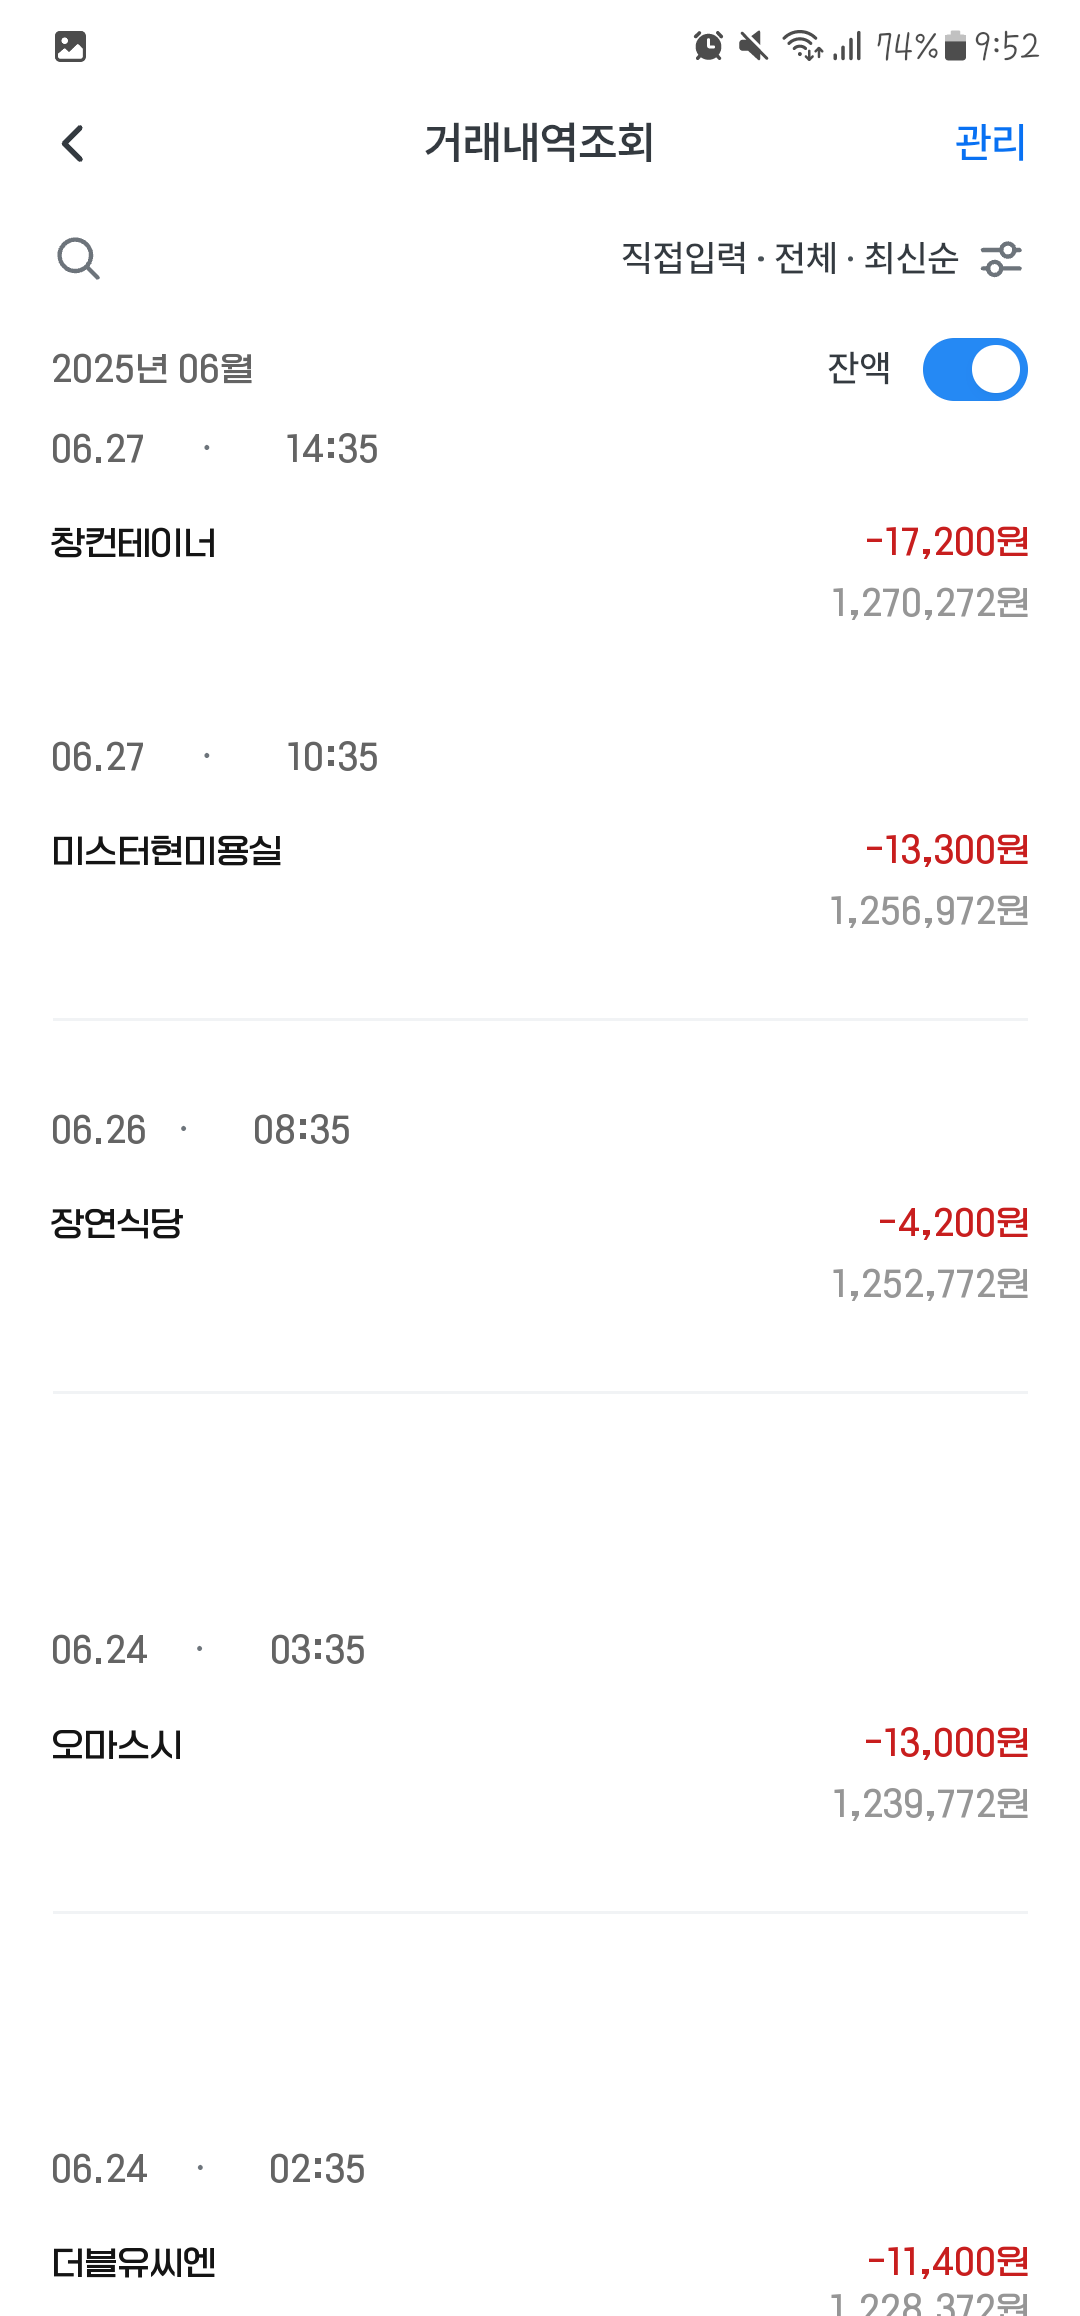 74% 9:52
거래내역조회 관리
직접입력 · 전체 · 최신순
2025년 06월 잔액
06.27 · 14:35
창컨테이너 -17,200원
1,270,272원
06.27 · 10:35
미스터현미용실 -13,300원
1,256,972원
06.26 · 08:35
장연식당 -4,200원
1,252,772원
06.24 · 03:35
오마스시 -13,000원
1,239,772원
06.24 · 02:35
더블유씨엔 -11,400원
1,228,372원